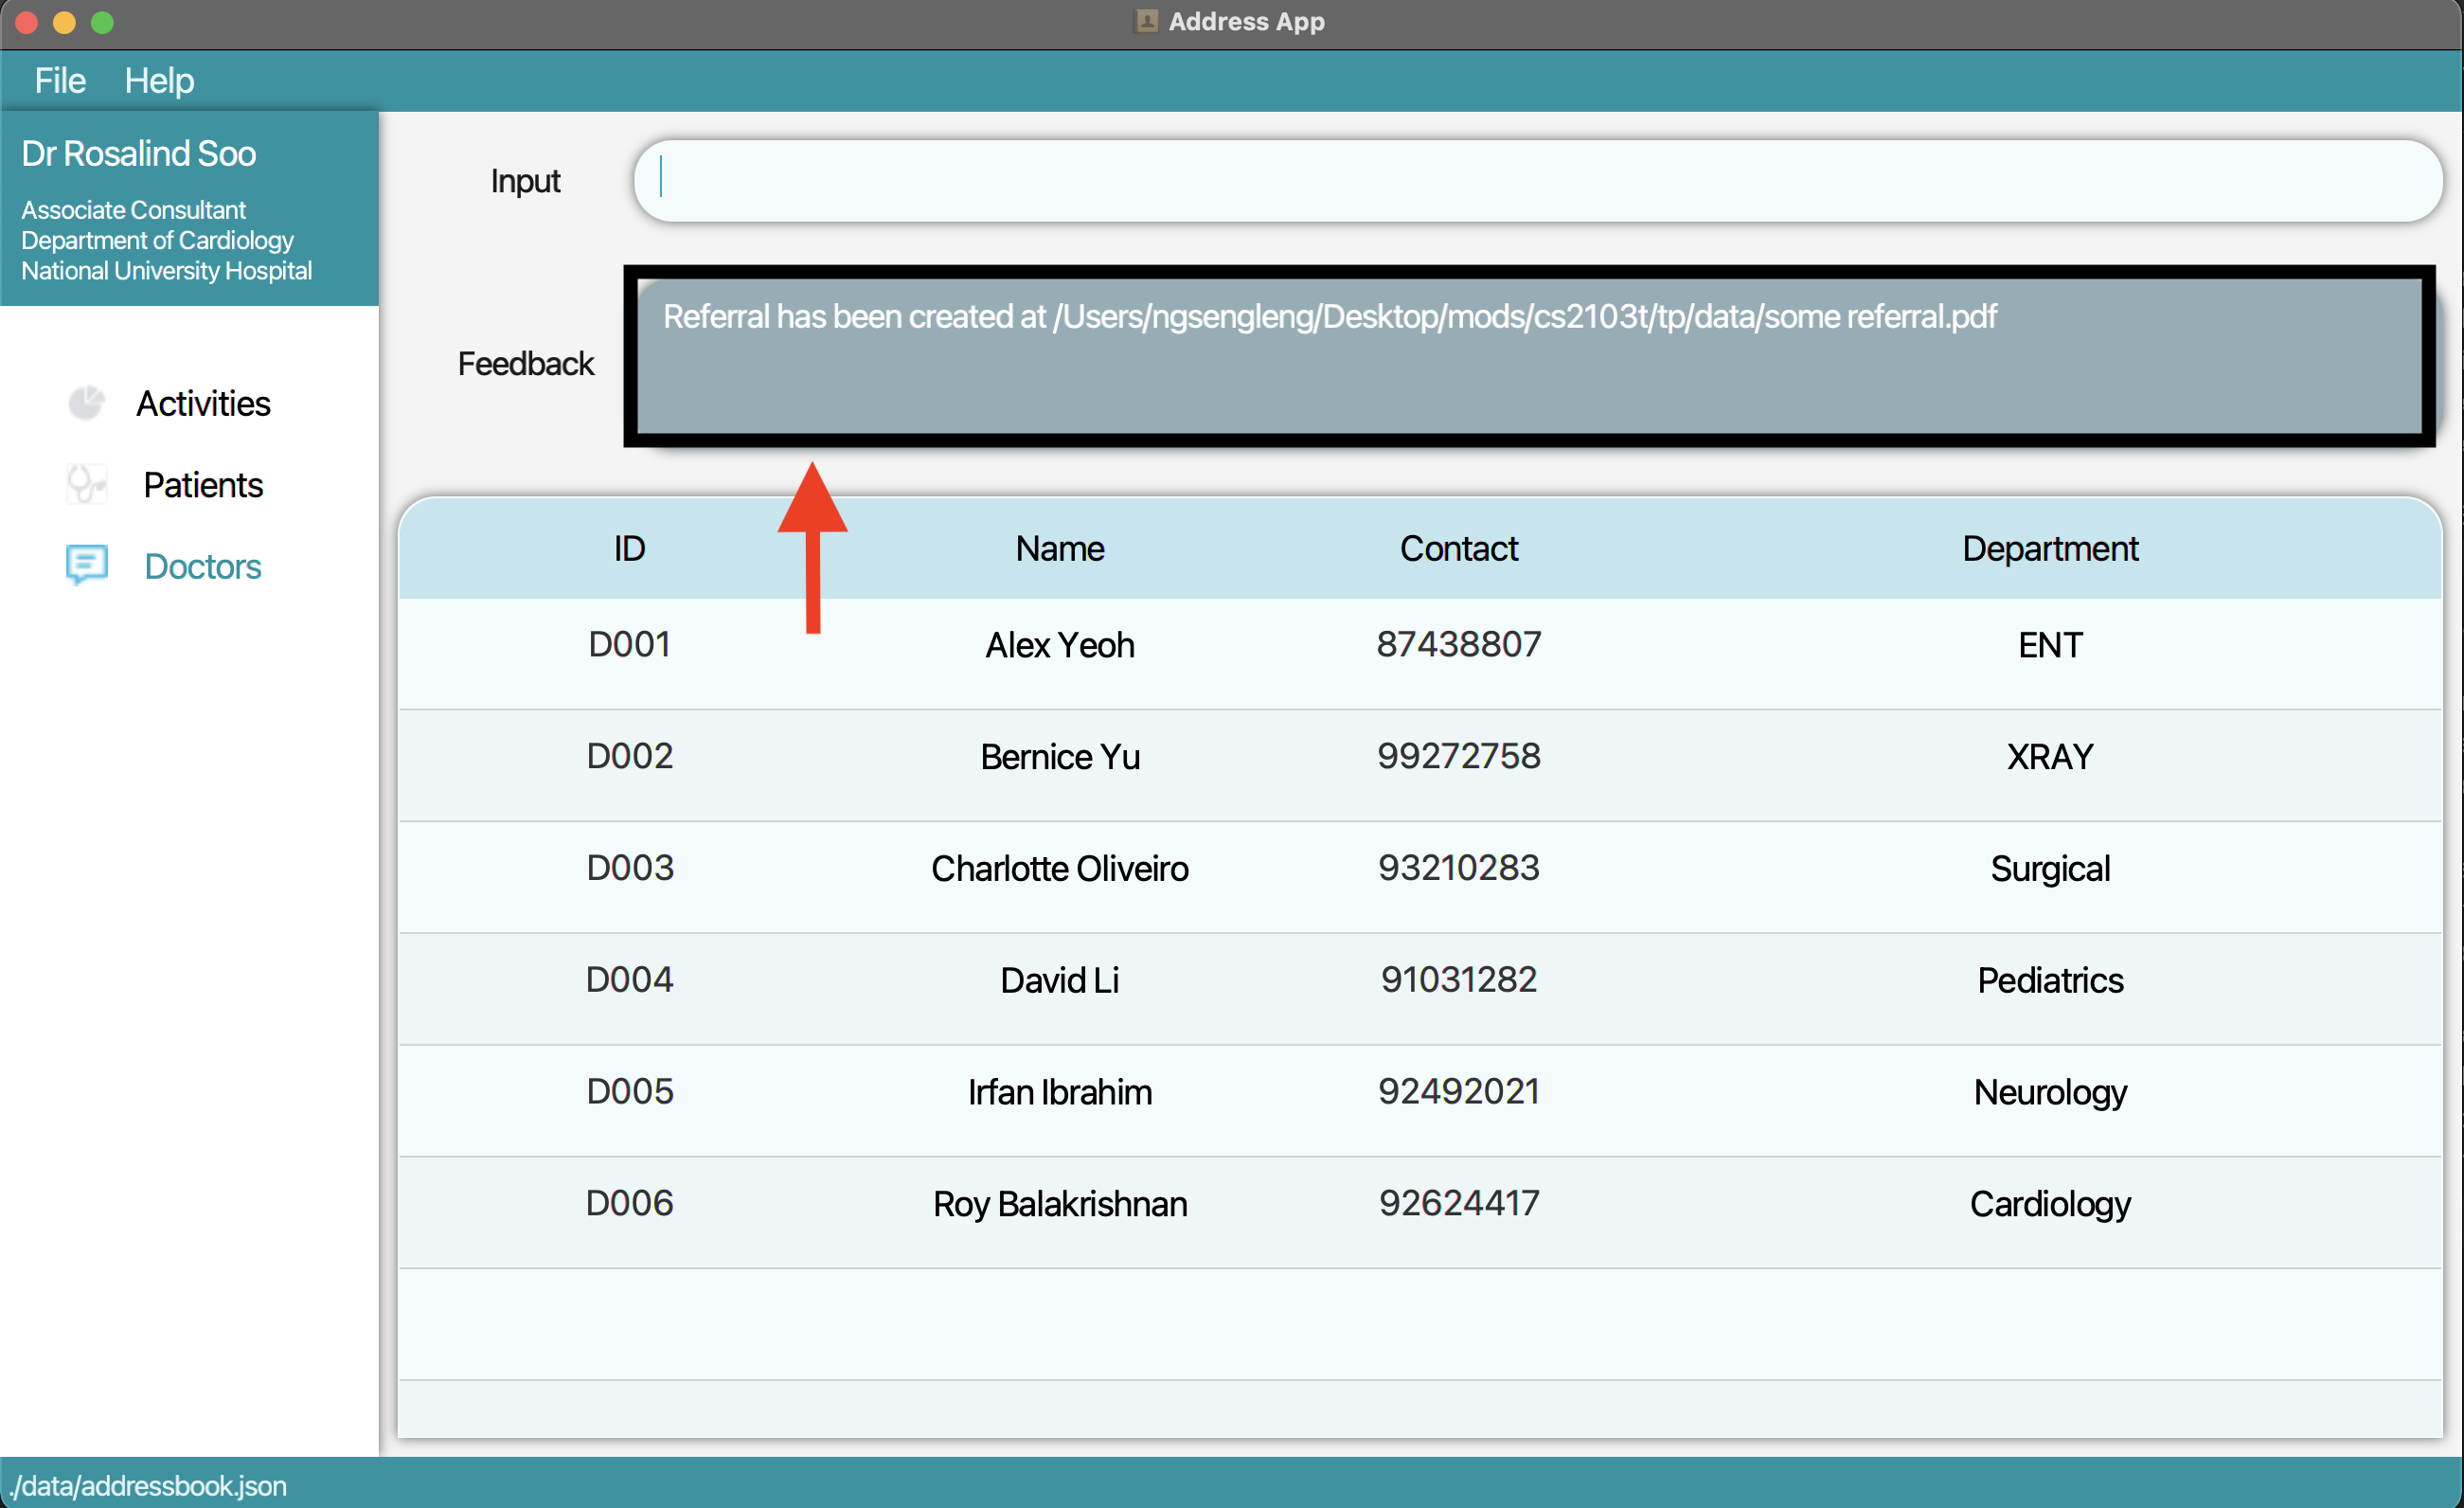 Address App
File Help
Dr Rosalind Soo
Associate Consultant
Department of Cardiology
National University Hospital
Activities
Patients
Doctors
Input
Feedback
Referral has been created at /Users/ngsengleng/Desktop/mods/cs2103t/tp/data/some referral.pdf
ID Name Contact Department
D001 Alex Yeoh 87438807 ENT
D002 Bernice Yu 99272758 XRAY
D003 Charlotte Oliveiro 93210283 Surgical
D004 David Li 91031282 Pediatrics
D005 Irfan Ibrahim 92492021 Neurology
D006 Roy Balakrishnan 92624417 Cardiology
./data/addressbook.json